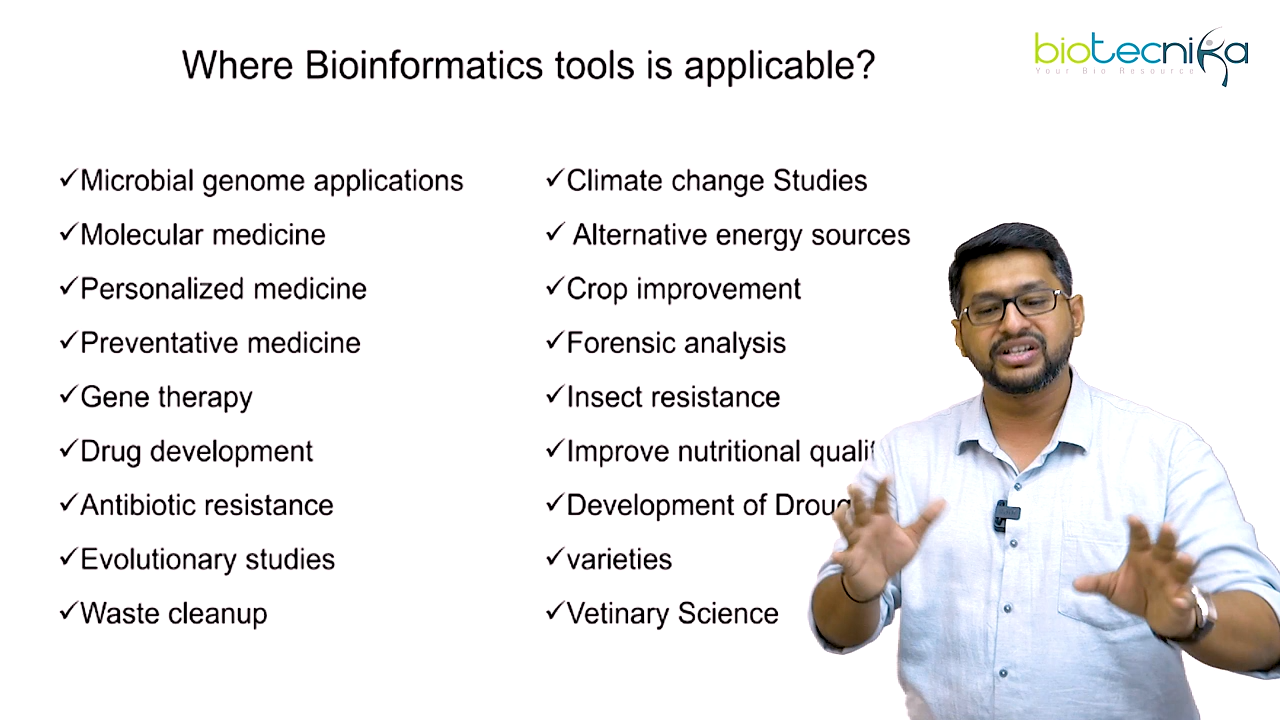 Where Bioinformatics tools is applicable?
biotecnika
Your Bio Resource
✓Microbial genome applications
✓Molecular medicine
✓Personalized medicine
✓Preventative medicine
✓Gene therapy
✓Drug development
✓Antibiotic resistance
✓Evolutionary studies
✓Waste cleanup
✓Climate change Studies
✓ Alternative energy sources
✓Crop improvement
✓Forensic analysis
✓Insect resistance
✓Improve nutritional
✓Development of
✓varieties
✓Vetinary Science